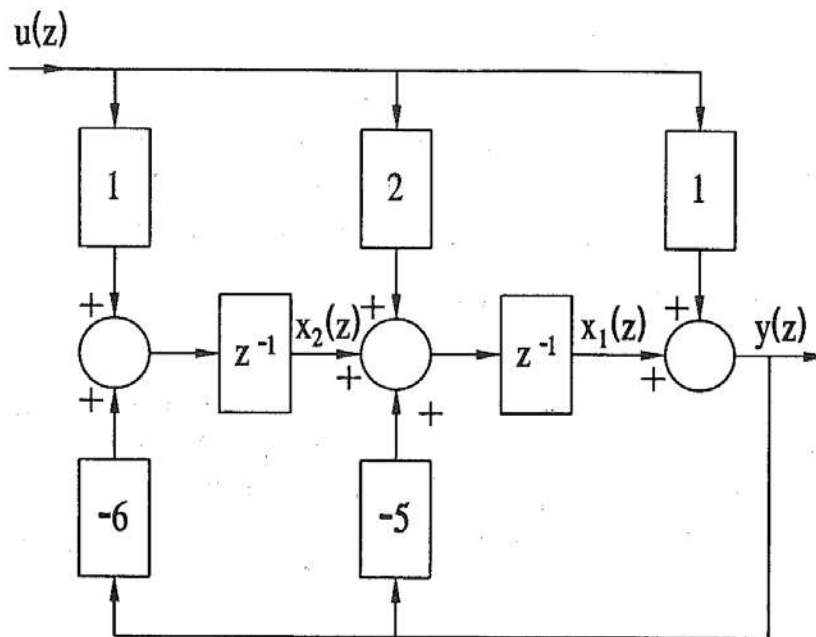 u(z)
1 2 1
+ + +
z⁻¹ x₂(z) z⁻¹ x₁(z) y(z)
+ + + +
-6 -5